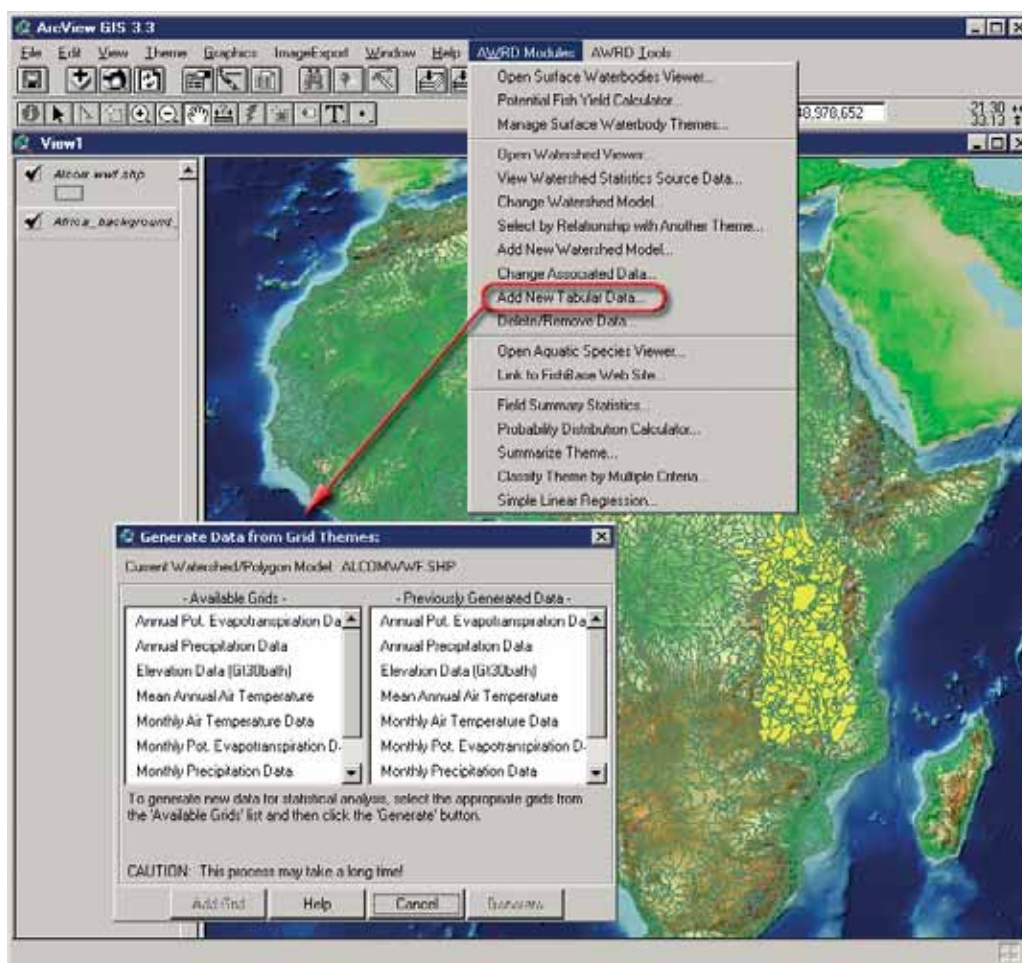 ArcView GIS 3.3
File Edit View Theme Graphics ImageExport Window Help AWRD Modules AWRD Tools
8,978,652
21.30
33.13
View1
Alcomwwf.shp
Africa_background_
Open Surface Waterbodies Viewer...
Potential Fish Yield Calculator...
Manage Surface Waterbody Themes...
Open Watershed Viewer...
View Watershed Statistics Source Data...
Change Watershed Model...
Select by Relationship with Another Theme...
Add New Watershed Model...
Change Associated Data...
Add New Tabular Data...
Delete/Remove Data...
Open Aquatic Species Viewer...
Link to FishBase Web Site...
Field Summary Statistics...
Probability Distribution Calculator...
Summarize Theme...
Classify Theme by Multiple Criteria...
Simple Linear Regression...
Generate Data from Grid Themes:
Current Watershed/Polygon Model: ALCOMWWF.SHP
- Available Grids -
Annual Pot. Evapotranspiration Da
Annual Precipitation Data
Elevation Data (Gt30bath)
Mean Annual Air Temperature
Monthly Air Temperature Data
Monthly Pot. Evapotranspiration D
Monthly Precipitation Data
- Previously Generated Data -
Annual Pot. Evapotranspiration Da
Annual Precipitation Data
Elevation Data (Gt30bath)
Mean Annual Air Temperature
Monthly Air Temperature Data
Monthly Pot. Evapotranspiration D
Monthly Precipitation Data
To generate new data for statistical analysis, select the appropriate grids from
the 'Available Grids' list and then click the 'Generate' button.
CAUTION: This process may take a long time!
Add Grid Help Cancel Generate